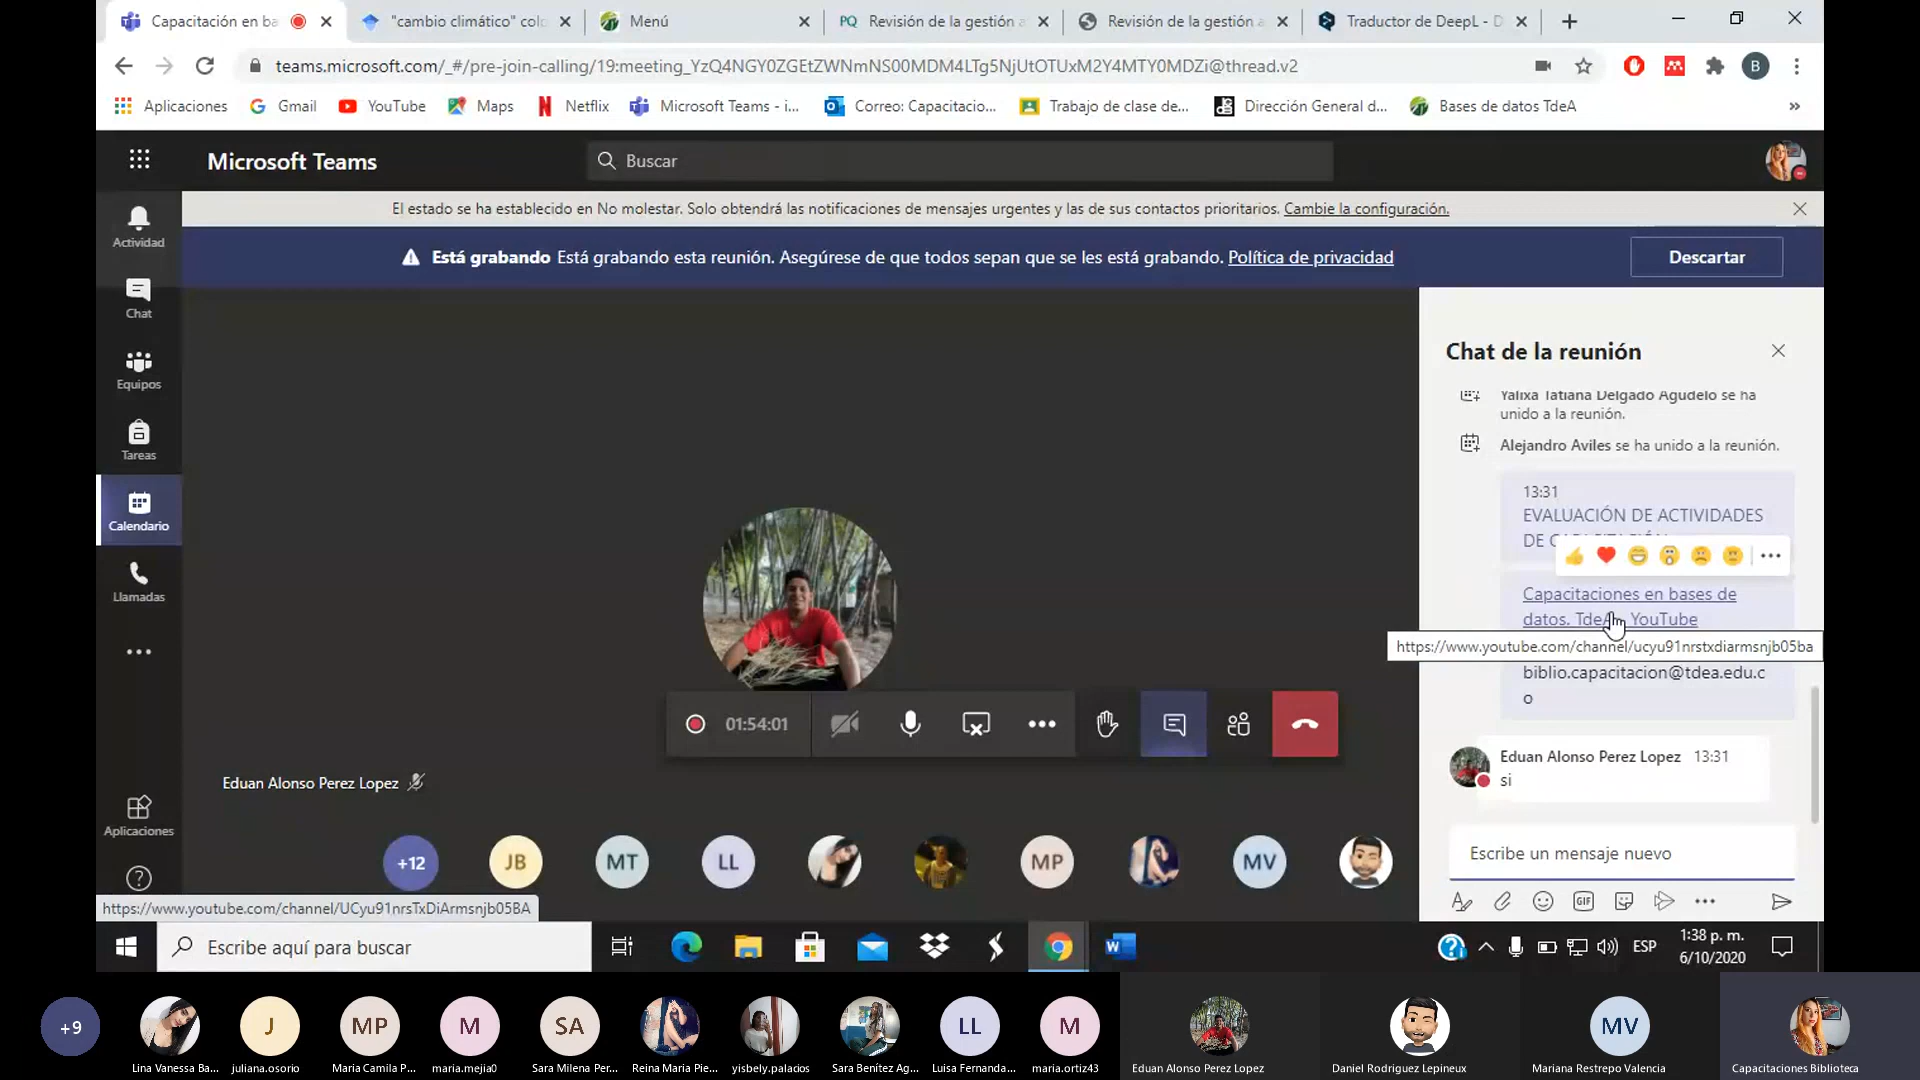 Capacitación en ba
"cambio climático" colo
Menú
PQ Revisión de la gestión a
Revisión de la gestión a
Traductor de DeepL - D
teams.microsoft.com/_#/pre-join-calling/19:meeting_YzQ4NGY0ZGEtZWNmNS00MDM4LTg5NjUtOTUxM2Y4MTY0MDZi@thread.v2
B
Aplicaciones
Gmail
YouTube
Maps
Netflix
Microsoft Teams - i...
Correo: Capacitacio...
Trabajo de clase de...
Dirección General d...
Bases de datos TdeA
Microsoft Teams
Buscar
El estado se ha establecido en No molestar. Solo obtendrá las notificaciones de mensajes urgentes y las de sus contactos prioritarios. Cambie la configuración.
Está grabando Está grabando esta reunión. Asegúrese de que todos sepan que se les está grabando. Política de privacidad
Descartar
Actividad
Chat
Equipos
Tareas
Calendario
Llamadas
Aplicaciones
Chat de la reunión
Yalixa Tatiana Delgado Agudelo se ha
unido a la reunión.
Alejandro Aviles se ha unido a la reunión.
13:31
EVALUACIÓN DE ACTIVIDADES
DE
Capacitaciones en bases de
datos. TdeA YouTube
https://www.youtube.com/channel/ucyu91nrstxdiarmsnjb05ba
biblio.capacitacion@tdea.edu.c
o
Eduan Alonso Perez Lopez 13:31
si
Escribe un mensaje nuevo
GIF
01:54:01
Eduan Alonso Perez Lopez
+12
JB
MT
LL
MP
MV
https://www.youtube.com/channel/UCyu91nrsTxDiArmsnjb05BA
Escribe aquí para buscar
ESP
1:38 p. m.
6/10/2020
+9
Lina Vanessa Ba...
J
juliana.osorio
MP
Maria Camila P...
M
maria.mejia0
SA
Sara Milena Per...
Reina Maria Pie...
yisbely.palacios
Sara Benítez Ag...
LL
Luisa Fernanda...
M
maria.ortiz43
Eduan Alonso Perez Lopez
Daniel Rodriguez Lepineux
MV
Mariana Restrepo Valencia
Capacitaciones Biblioteca